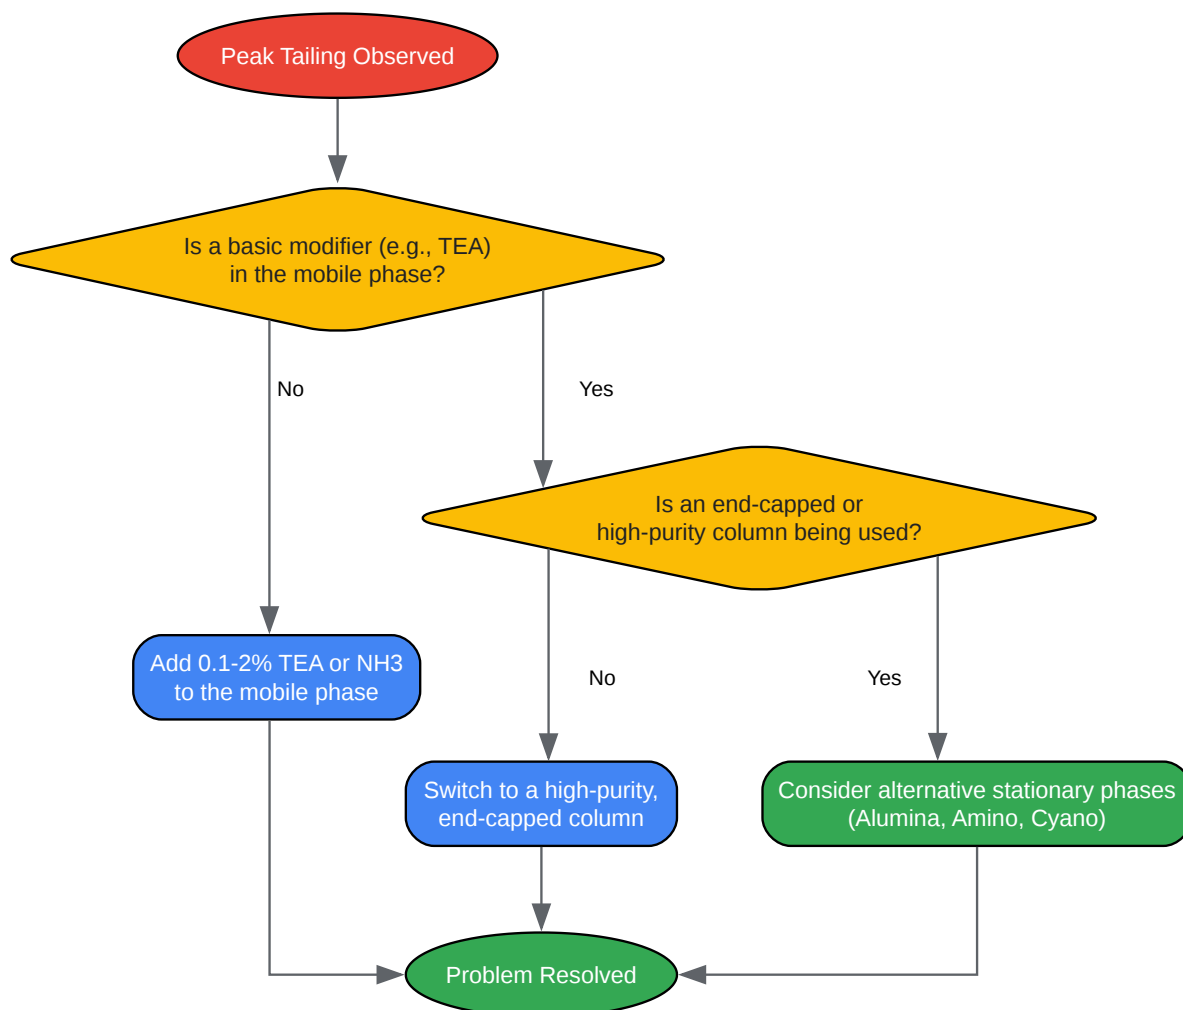 Peak Tailing Observed
Is a basic modifier (e.g., TEA)
in the mobile phase?
No
Yes
Is an end-capped or
high-purity column being used?
Add 0.1-2% TEA or NH3
to the mobile phase
No
Yes
Switch to a high-purity,
end-capped column
Consider alternative stationary phases
(Alumina, Amino, Cyano)
Problem Resolved